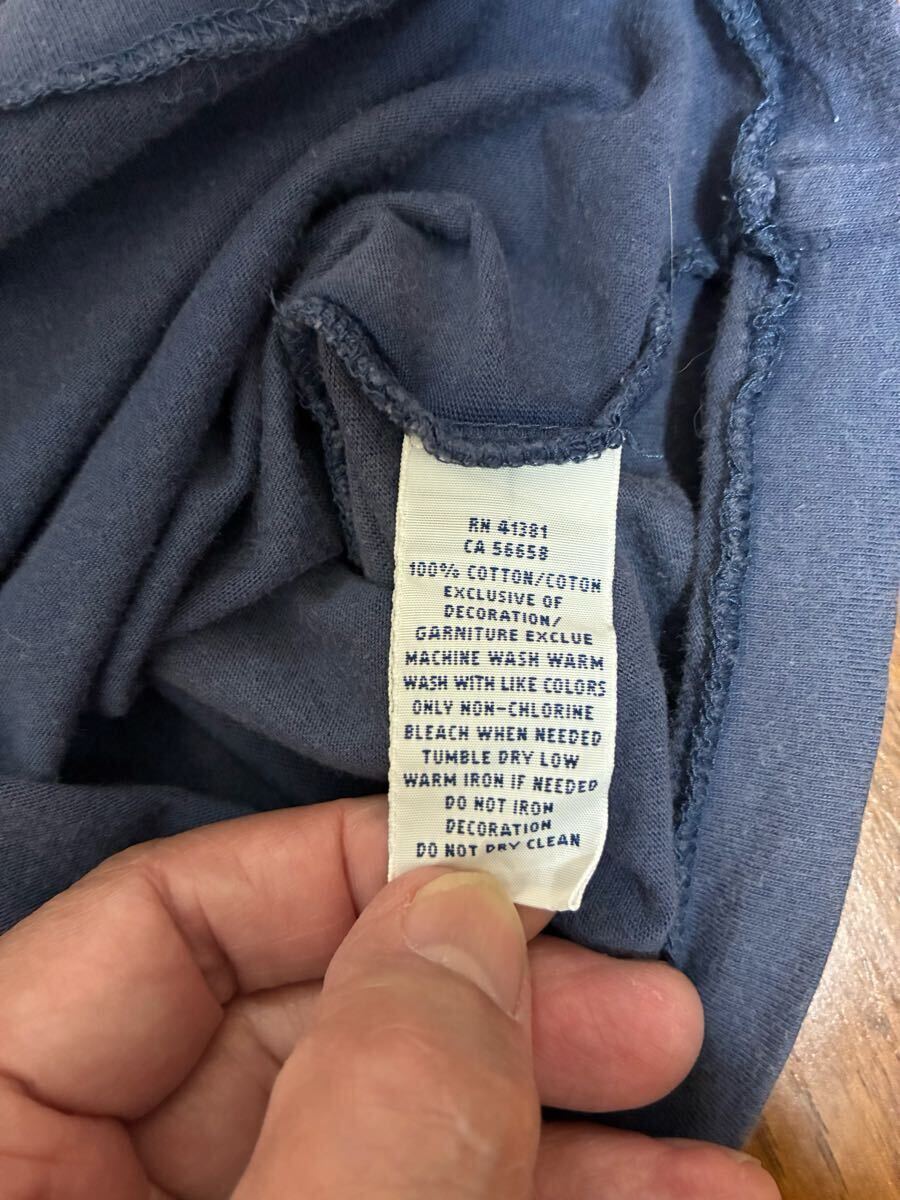 RN 41381
CA 56658
100% COTTON/COTON
EXCLUSIVE OF
DECORATION/
GARNITURE EXCLUE
MACHINE WASH WARM
WASH WITH LIKE COLORS
ONLY NON-CHLORINE
BLEACH WHEN NEEDED
TUMBLE DRY LOW
WARM IRON IF NEEDED
DO NOT IRON
DECORATION
DO NOT DRY CLEAN